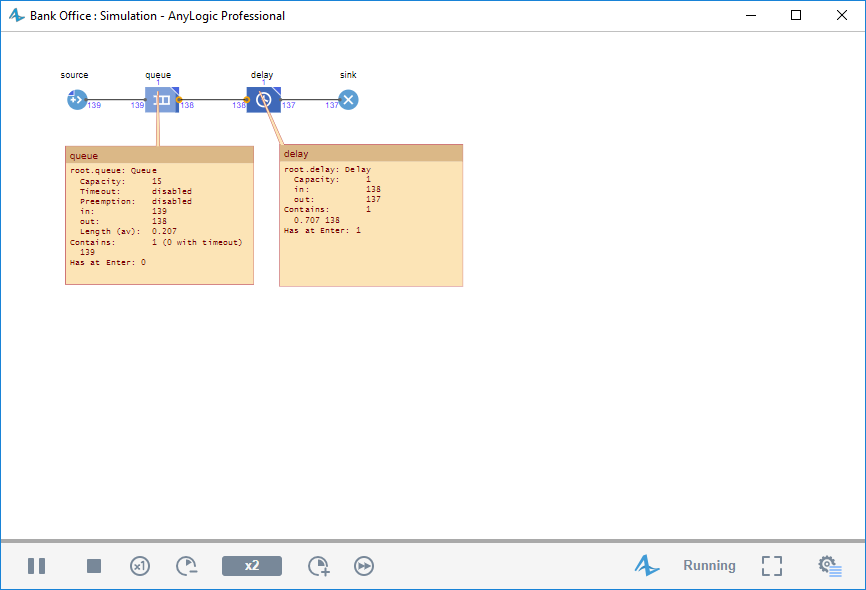 Bank Office : Simulation - AnyLogic Professional
source queue delay sink
1 1
139 139 138 138 137 137
queue
root.queue: Queue
Capacity: 15
Timeout: disabled
Preemption: disabled
in: 139
out: 138
Length (av): 0.207
Contains: 1 (0 with timeout)
139
Has at Enter: 0
delay
root.delay: Delay
Capacity: 1
in: 138
out: 137
Contains: 1
0.707 138
Has at Enter: 1
x1 x2 Running